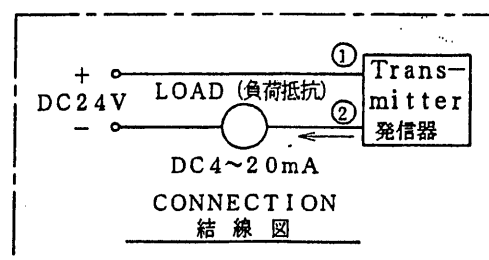 ①
+
Trans-
DC24V
LOAD (負荷抵抗)
mitter
−
②
発信器
DC4~20mA
CONNECTION
結線図